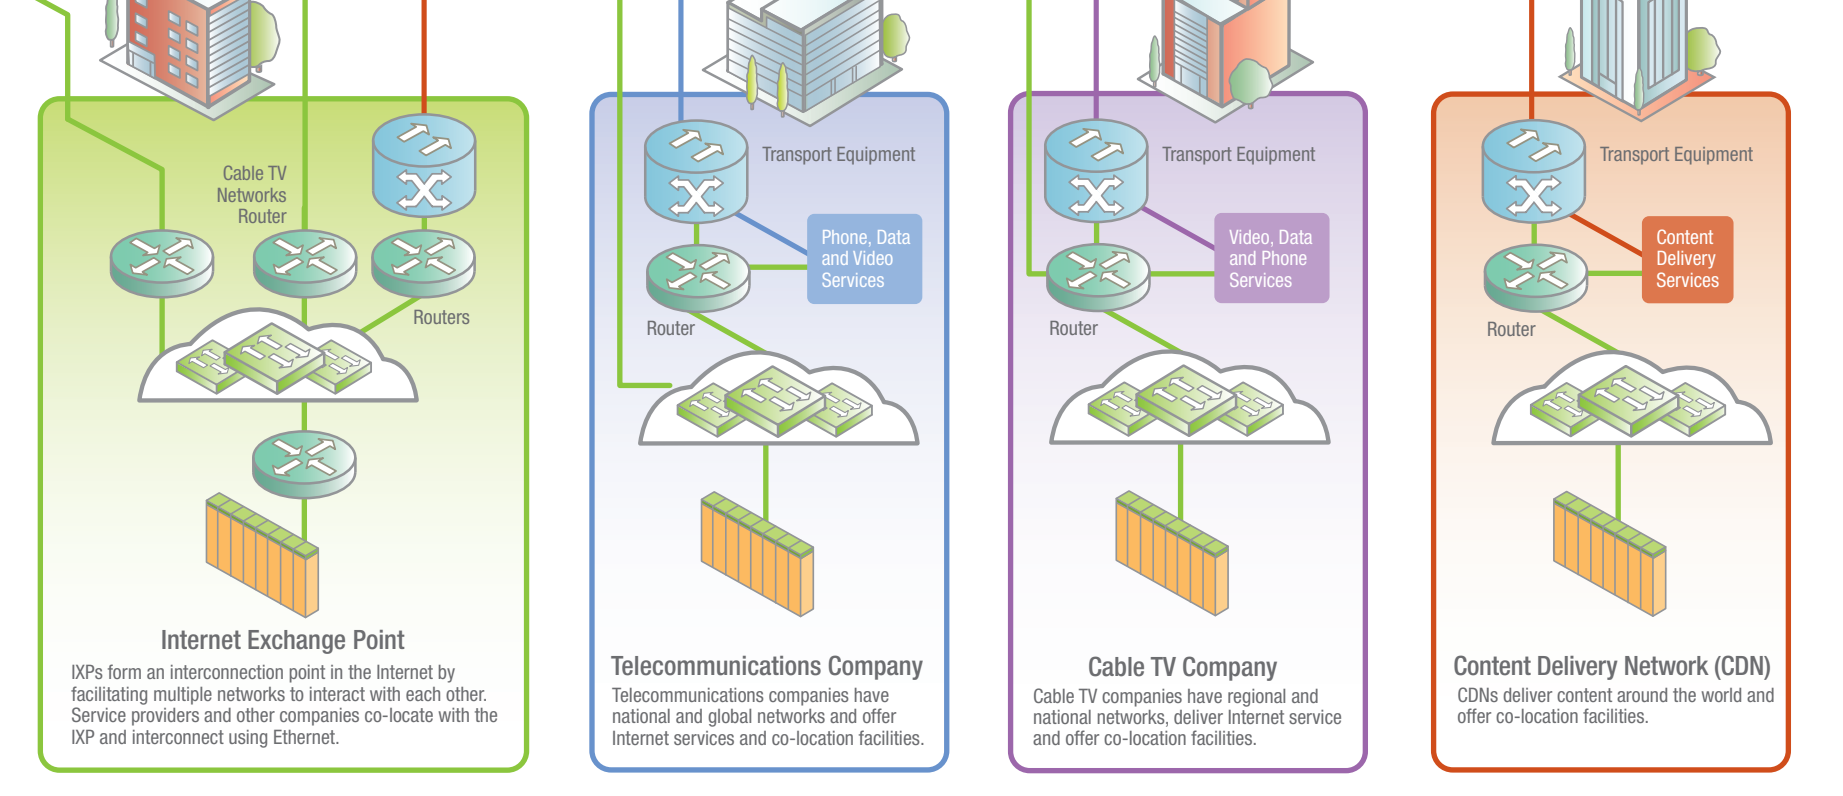 Cable TV
Networks
Router
Routers
Internet Exchange Point
IXPs form an interconnection point in the Internet by
facilitating multiple networks to interact with each other.
Service providers and other companies co-locate with the
IXP and interconnect using Ethernet.
Transport Equipment
Phone, Data
and Video
Services
Router
Telecommunications Company
Telecommunications companies have
national and global networks and offer
Internet services and co-location facilities.
Transport Equipment
Video, Data
and Phone
Services
Router
Cable TV Company
Cable TV companies have regional and
national networks, deliver Internet service
and offer co-location facilities.
Transport Equipment
Content
Delivery
Services
Router
Content Delivery Network (CDN)
CDNs deliver content around the world and
offer co-location facilities.